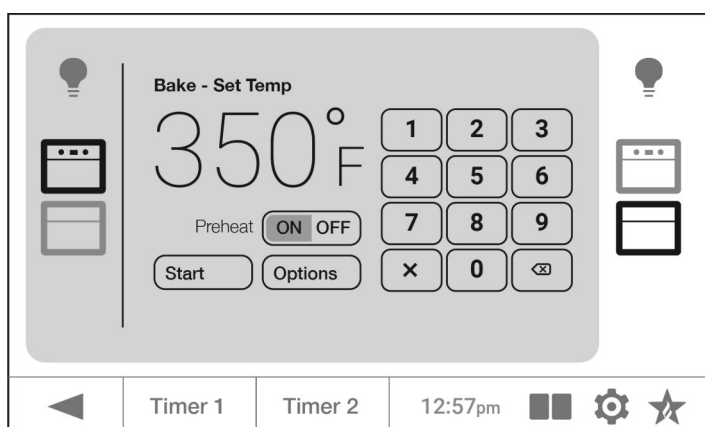 Bake - Set Temp
350°F
1 2 3
4 5 6
Preheat ON OFF
7 8 9
Start Options
× 0 ⌫
Timer 1 Timer 2 12:57pm